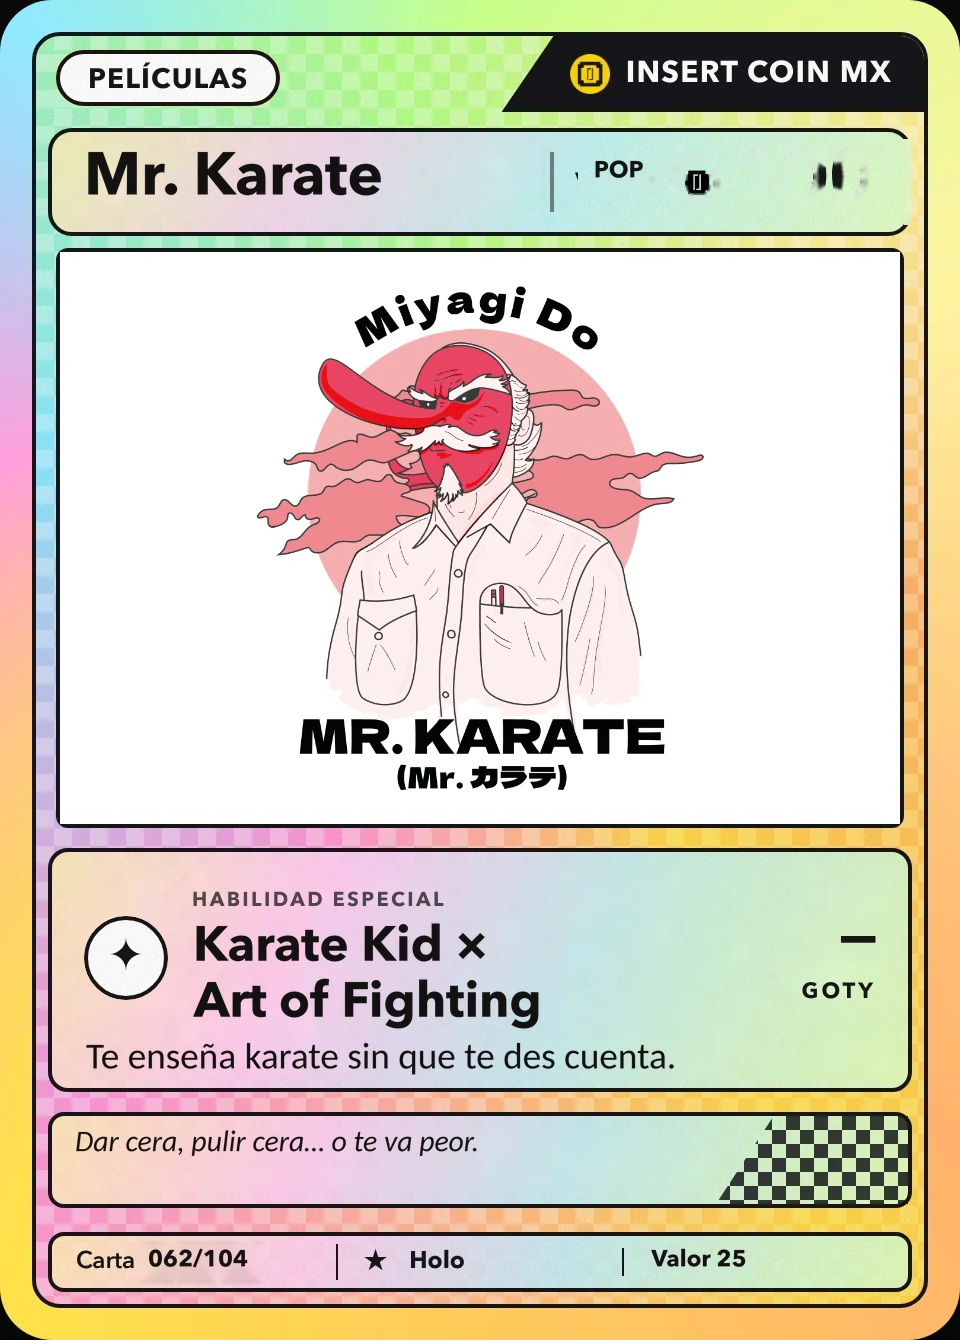 PELÍCULAS
INSERT COIN MX
Mr. Karate
POP
Miyagi Do
MR. KARATE
(Mr. カラテ)
HABILIDAD ESPECIAL
Karate Kid ×
Art of Fighting
—
GOTY
Te enseña karate sin que te des cuenta.
Dar cera, pulir cera... o te va peor.
Carta 062/104
★ Holo
Valor 25